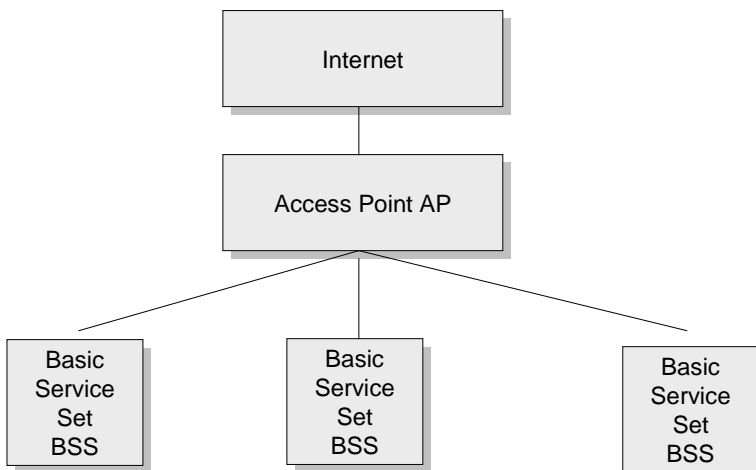 Internet
Access Point AP
Basic
Service
Set
BSS
Basic
Service
Set
BSS
Basic
Service
Set
BSS